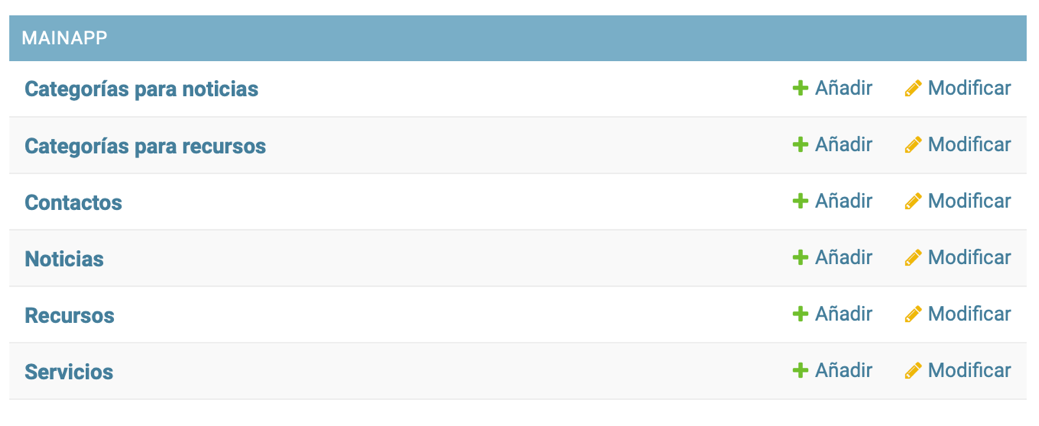 MAINAPP
Categorías para noticias Añadir Modificar
Categorías para recursos Añadir Modificar
Contactos Añadir Modificar
Noticias Añadir Modificar
Recursos Añadir Modificar
Servicios Añadir Modificar